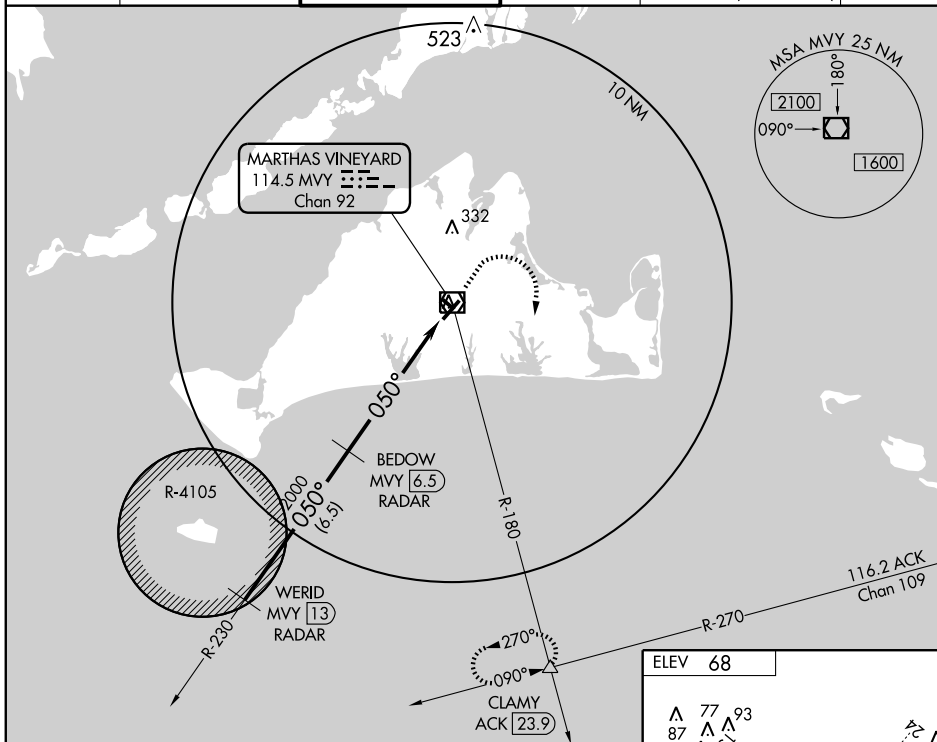 523
10 NM
MSA MVY 25 NM
180°
2100
090°
1600
MARTHAS VINEYARD
114.5 MVY
Chan 92
332
050°
BEDOW
MVY 6.5
RADAR
R-4105
2000
050°
(6.5)
WERID
MVY 13
RADAR
R-230
R-180
116.2 ACK
Chan 109
R-270
270°
090°
CLAMY
ACK 23.9
ELEV 68
77
93
87
24